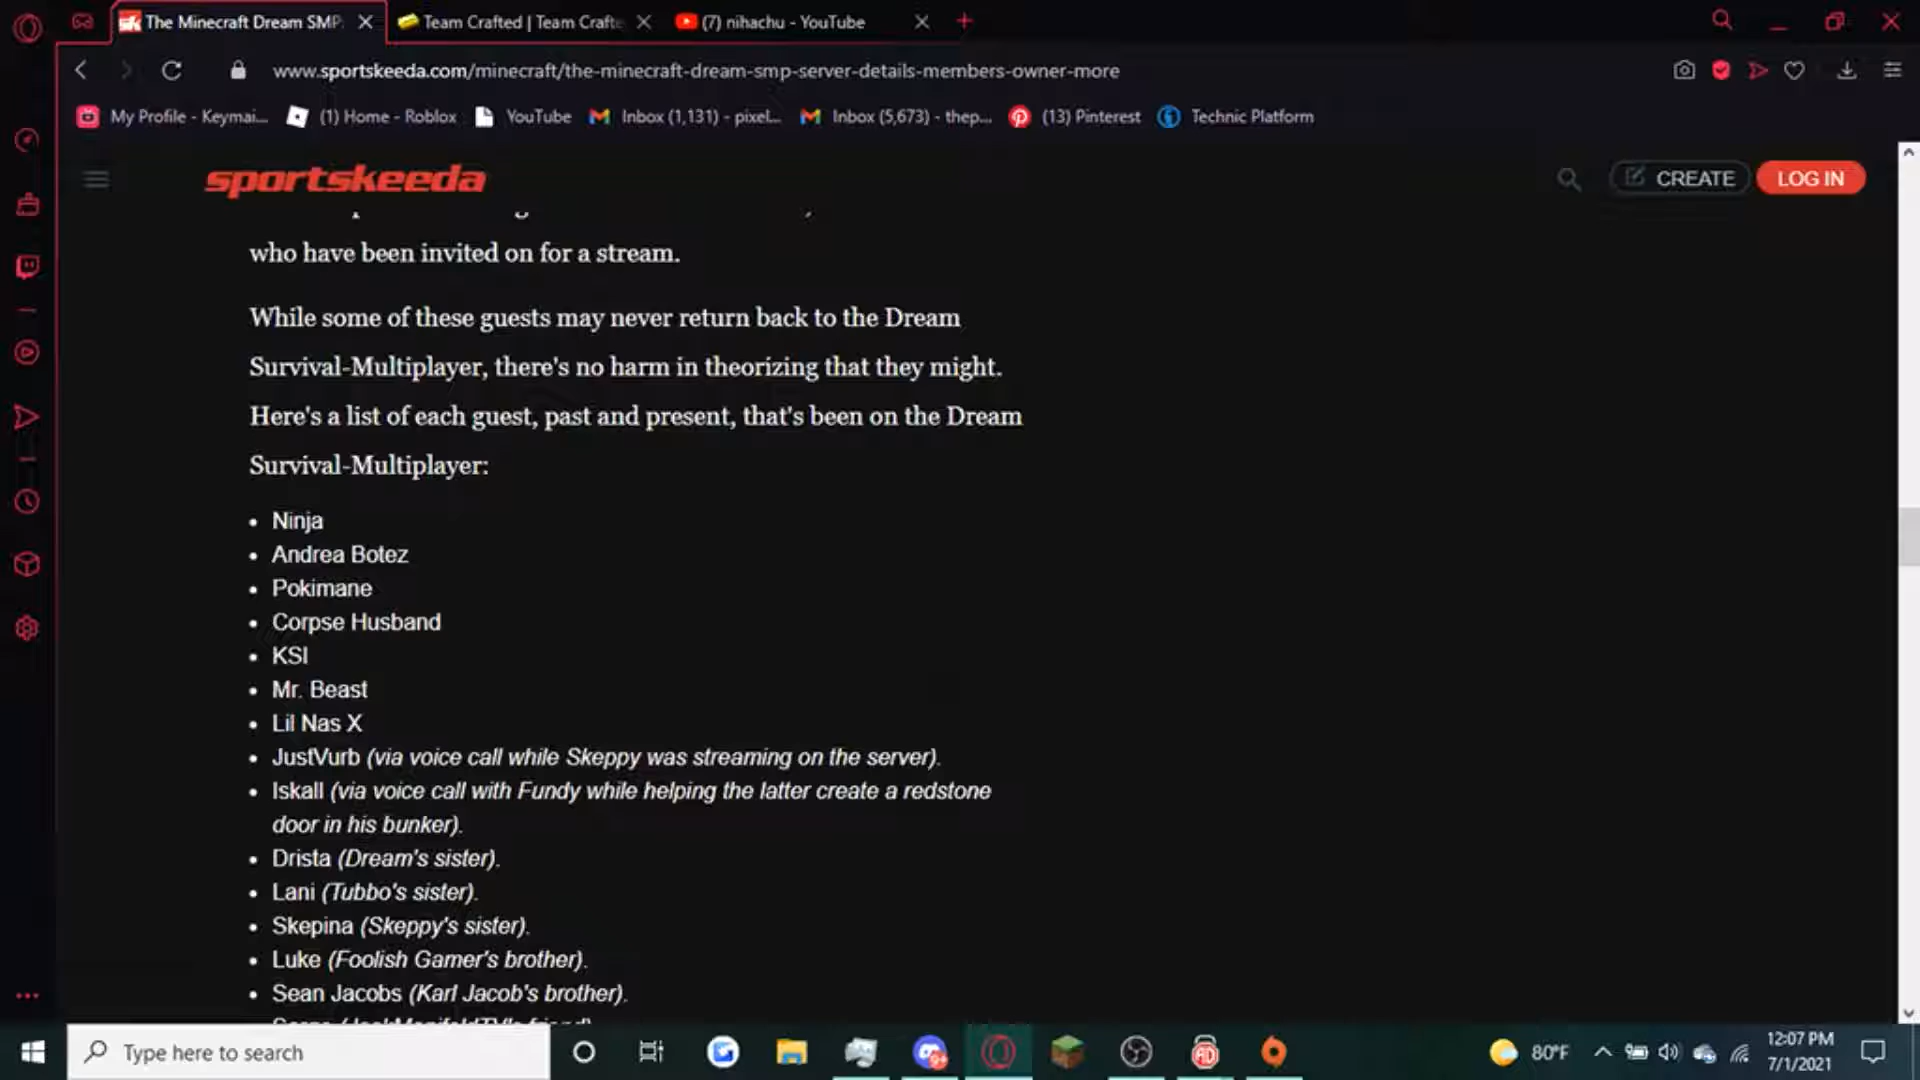 The Minecraft Dream SMP
Team Crafted | Team Crafte
(7) nihachu - YouTube
www.sportskeeda.com/minecraft/the-minecraft-dream-smp-server-details-members-owner-more
My Profile - Keymai...
(1) Home - Roblox
YouTube
Inbox (1,131) - pixel...
Inbox (5,673) - thep...
(13) Pinterest
Technic Platform
sportskeeda
CREATE
LOG IN
who have been invited on for a stream.
While some of these guests may never return back to the Dream
Survival-Multiplayer, there's no harm in theorizing that they might.
Here's a list of each guest, past and present, that's been on the Dream
Survival-Multiplayer:
• Ninja
• Andrea Botez
• Pokimane
• Corpse Husband
• KSI
• Mr. Beast
• Lil Nas X
• JustVurb (via voice call while Skeppy was streaming on the server).
• Iskall (via voice call with Fundy while helping the latter create a redstone
door in his bunker).
• Drista (Dream's sister).
• Lani (Tubbo's sister).
• Skepina (Skeppy's sister).
• Luke (Foolish Gamer's brother).
• Sean Jacobs (Karl Jacob's brother).
Type here to search
80°F
12:07 PM
7/1/2021